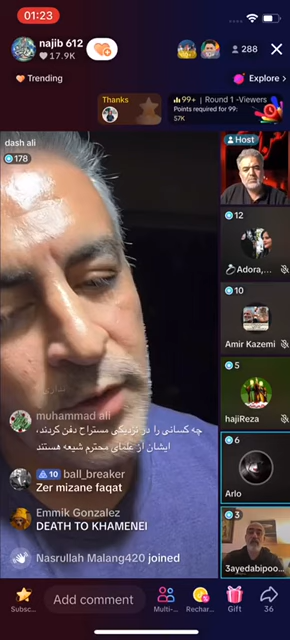 01:23
najib 612
17.9K
288
Trending
Explore >
Thanks
99+ | Round 1 -Viewers
Points required for 99:
57K
dash ali
178
Host
12
Adora,...
10
Amir Kazemi
5
hajiReza
6
Arlo
3
3ayedabipoo...
muhammad ali
چه کسانی را در نزدیکی مستراح دفن کردند،
ایشان از علمای محترم شیعه هستند
10 ball_breaker
Zer mizane faqat
Emmik Gonzalez
DEATH TO KHAMENEI
Nasrullah Malang420 joined
Subsc...
Add comment
Multi-...
Rechar...
Gift
36